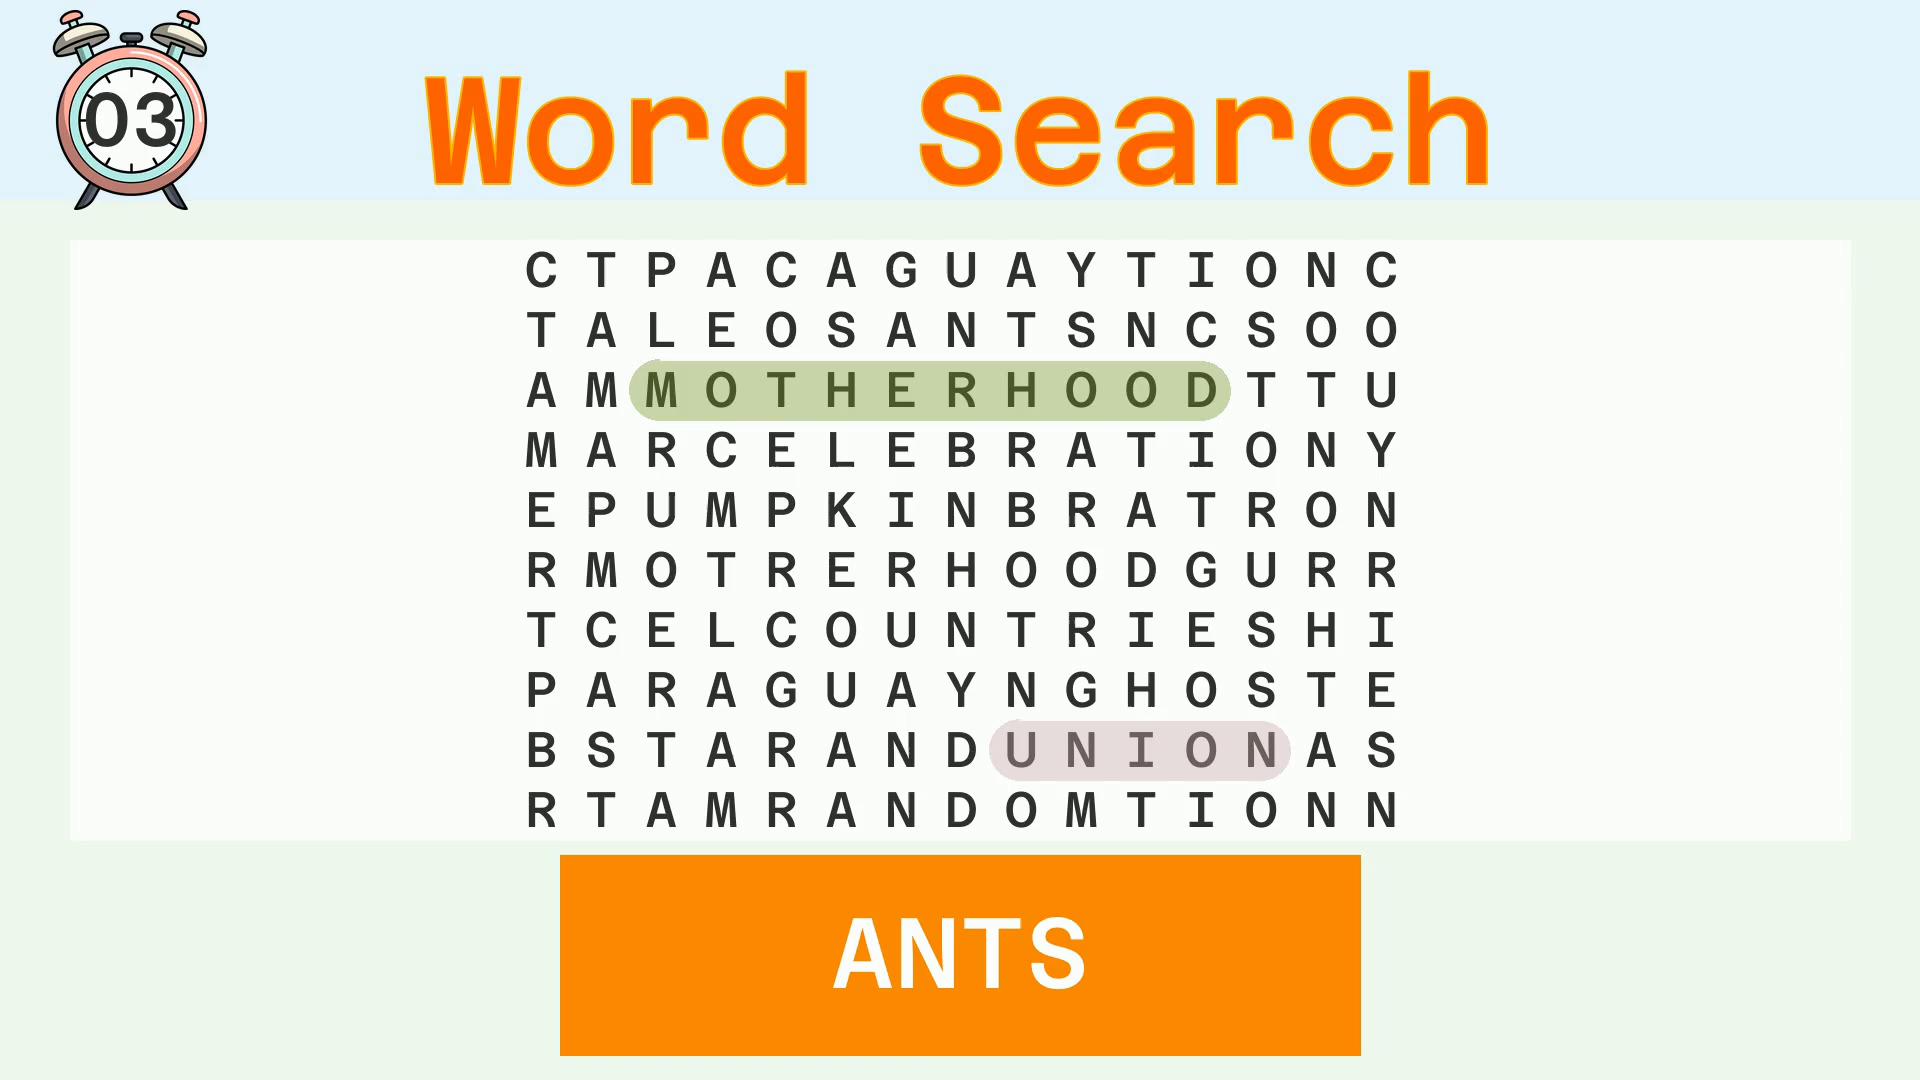 03
Word Search
C T P A C A G U A Y T I O N C
T A L E O S A N T S N C S O O
A M M O T H E R H O O D T T U
M A R C E L E B R A T I O N Y
E P U M P K I N B R A T R O N
R M O T R E R H O O D G U R R
T C E L C O U N T R I E S H I
P A R A G U A Y N G H O S T E
B S T A R A N D U N I O N A S
R T A M R A N D O M T I O N N
ANTS